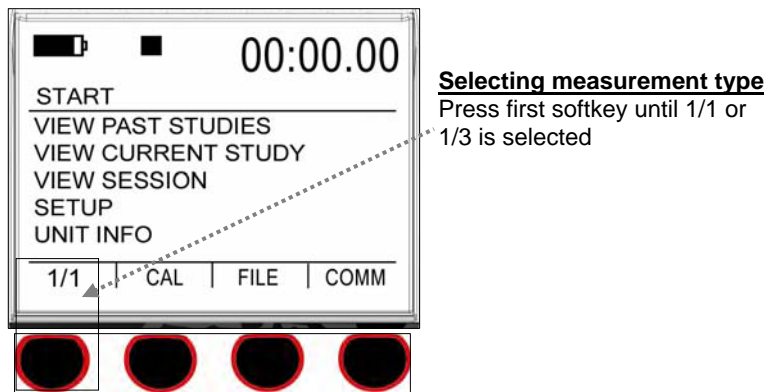 00:00.00
START
VIEW PAST STUDIES
VIEW CURRENT STUDY
VIEW SESSION
SETUP
UNIT INFO
1/1 | CAL | FILE | COMM
Selecting measurement type
Press first softkey until 1/1 or
1/3 is selected